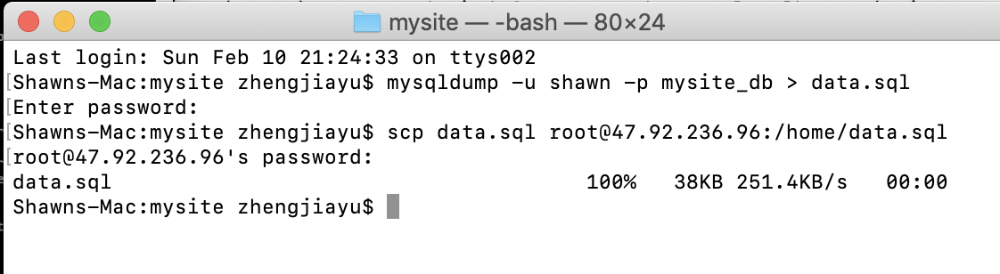 mysite — -bash — 80×24
Last login: Sun Feb 10 21:24:33 on ttys002
[Shawns-Mac:mysite zhengjiayu$ mysqldump -u shawn -p mysite_db > data.sql
[Enter password:
[Shawns-Mac:mysite zhengjiayu$ scp data.sql root@47.92.236.96:/home/data.sql
[root@47.92.236.96's password:
data.sql 100% 38KB 251.4KB/s 00:00
Shawns-Mac:mysite zhengjiayu$